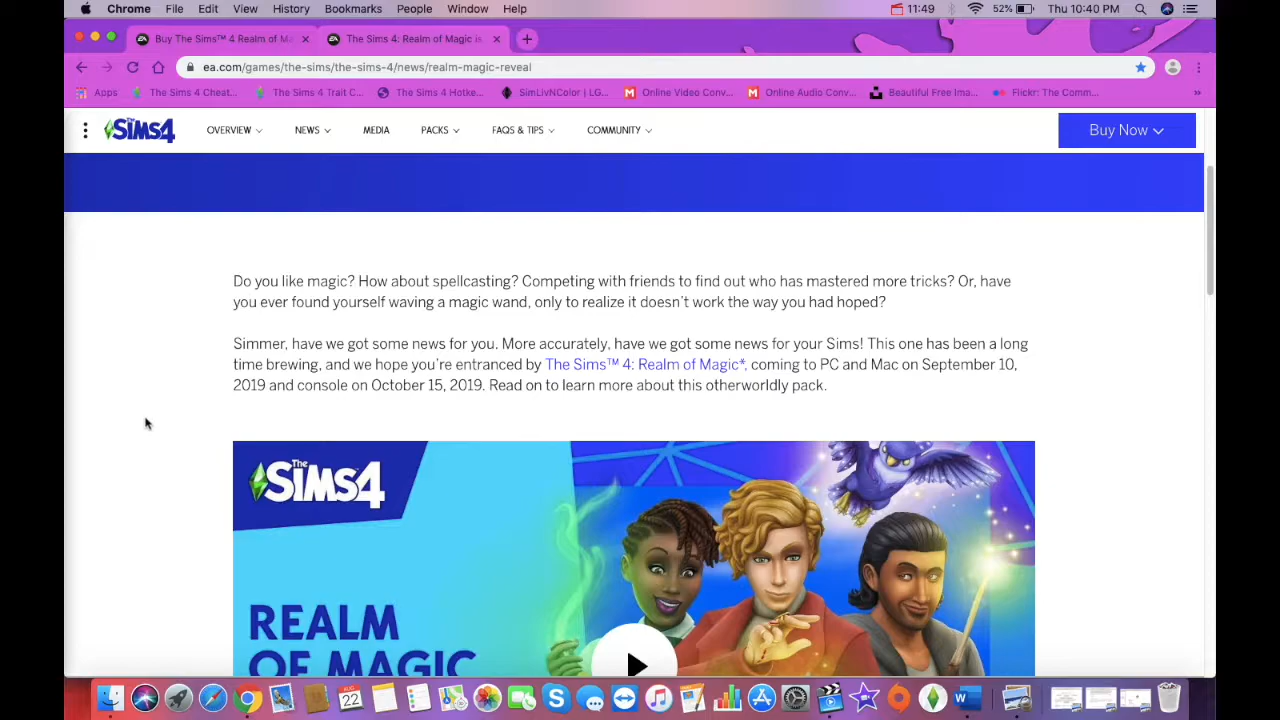 Chrome File Edit View History Bookmarks People Window Help 11:49 52% Thu 10:40 PM
Buy The Sims™ 4 Realm of Ma The Sims 4: Realm of Magic is
ea.com/games/the-sims/the-sims-4/news/realm-magic-reveal
Apps The Sims 4 Cheat... The Sims 4 Trait C... The Sims 4 Hotke... SimLivNColor | LG... Online Video Conv... Online Audio Conv... Beautiful Free Ima... Flickr: The Comm... »
The SiMS4 OVERVIEW NEWS MEDIA PACKS FAQS & TIPS COMMUNITY Buy Now
Do you like magic? How about spellcasting? Competing with friends to find out who has mastered more tricks? Or, have
you ever found yourself waving a magic wand, only to realize it doesn't work the way you had hoped?
Simmer, have we got some news for you. More accurately, have we got some news for your Sims! This one has been a long
time brewing, and we hope you're entranced by The Sims™ 4: Realm of Magic*, coming to PC and Mac on September 10,
2019 and console on October 15, 2019. Read on to learn more about this otherworldly pack.
The SiMS4
REALM
OF MAGIC
AUG
22